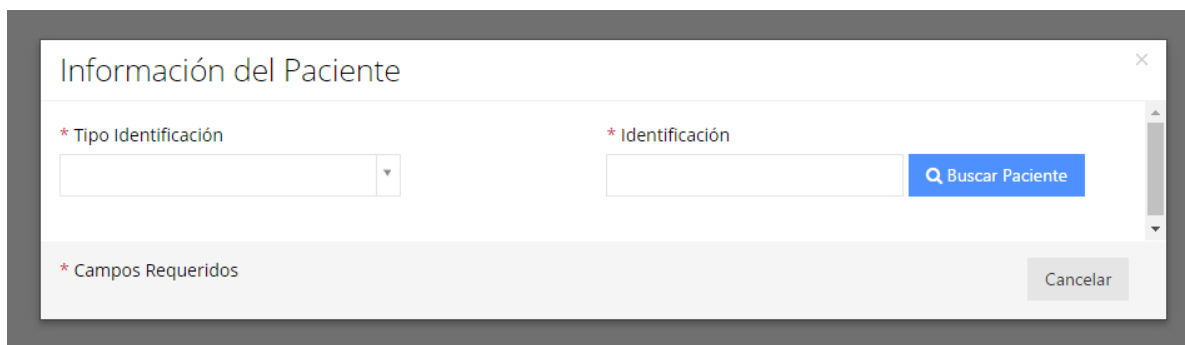 Información del Paciente
* Tipo Identificación
* Identificación
Buscar Paciente
* Campos Requeridos
Cancelar